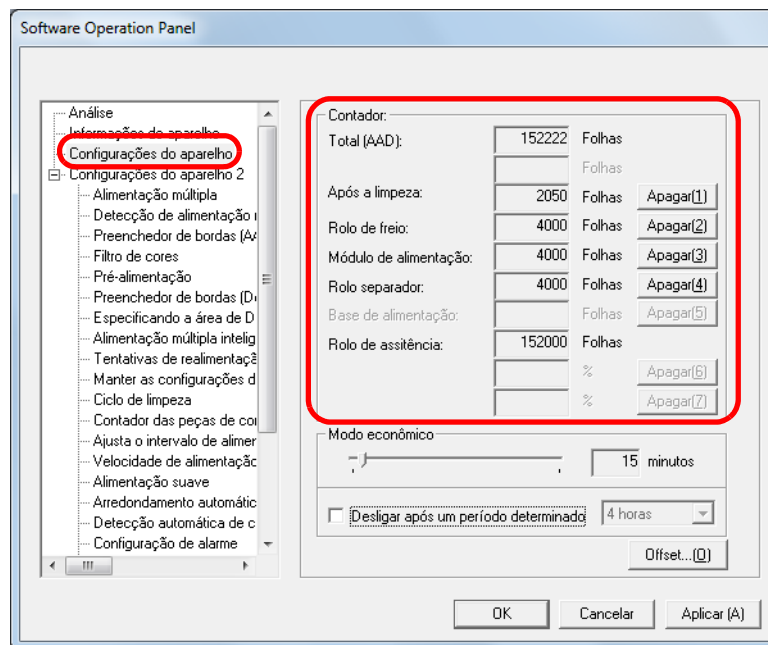 Software Operation Panel
Análise
Informações do aparelho
Configurações do aparelho
Configurações do aparelho 2
Alimentação múltipla
Detecção de alimentação
Preenchedor de bordas (A
Filtro de cores
Pré-alimentação
Preenchedor de bordas (D
Especificando a área de D
Alimentação múltipla intelig
Tentativas de realimentaçã
Manter as configurações d
Ciclo de limpeza
Contador das peças de co
Ajusta o intervalo de alimer
Velocidade de alimentação
Alimentação suave
Arredondamento automátic
Detecção automática de c
Configuração de alarme
Contador:
Total (AAD): 152222 Folhas
Folhas
Após a limpeza: 2050 Folhas Apagar(1)
Rolo de freio: 4000 Folhas Apagar(2)
Módulo de alimentação: 4000 Folhas Apagar(3)
Rolo separador: 4000 Folhas Apagar(4)
Base de alimentação: Folhas Apagar(5)
Rolo de assitência: 152000 Folhas
% Apagar(6)
% Apagar(7)
Modo econômico
15 minutos
Desligar após um período determinado 4 horas
Offset...(O)
OK Cancelar Aplicar (A)